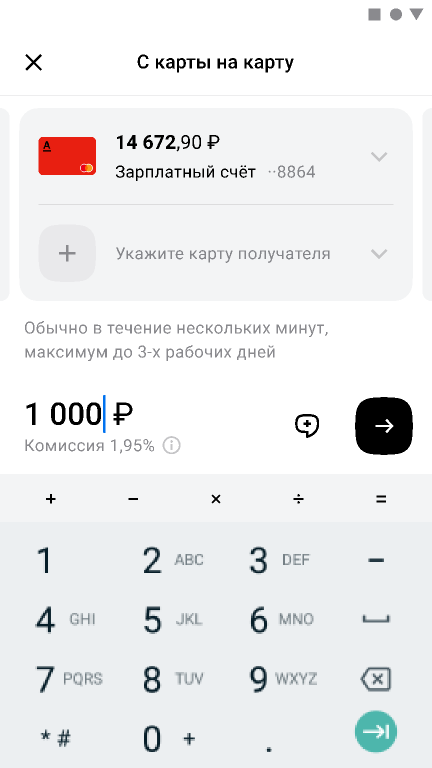 С карты на карту
A
14 672,90 ₽
Зарплатный счёт ··8864
Укажите карту получателя
Обычно в течение нескольких минут,
максимум до 3-х рабочих дней
1 000 ₽
Комиссия 1,95%
+ − × ÷ =
1 2 ABC 3 DEF −
4 GHI 5 JKL 6 MNO
7 PQRS 8 TUV 9 WXYZ
* # 0 + .